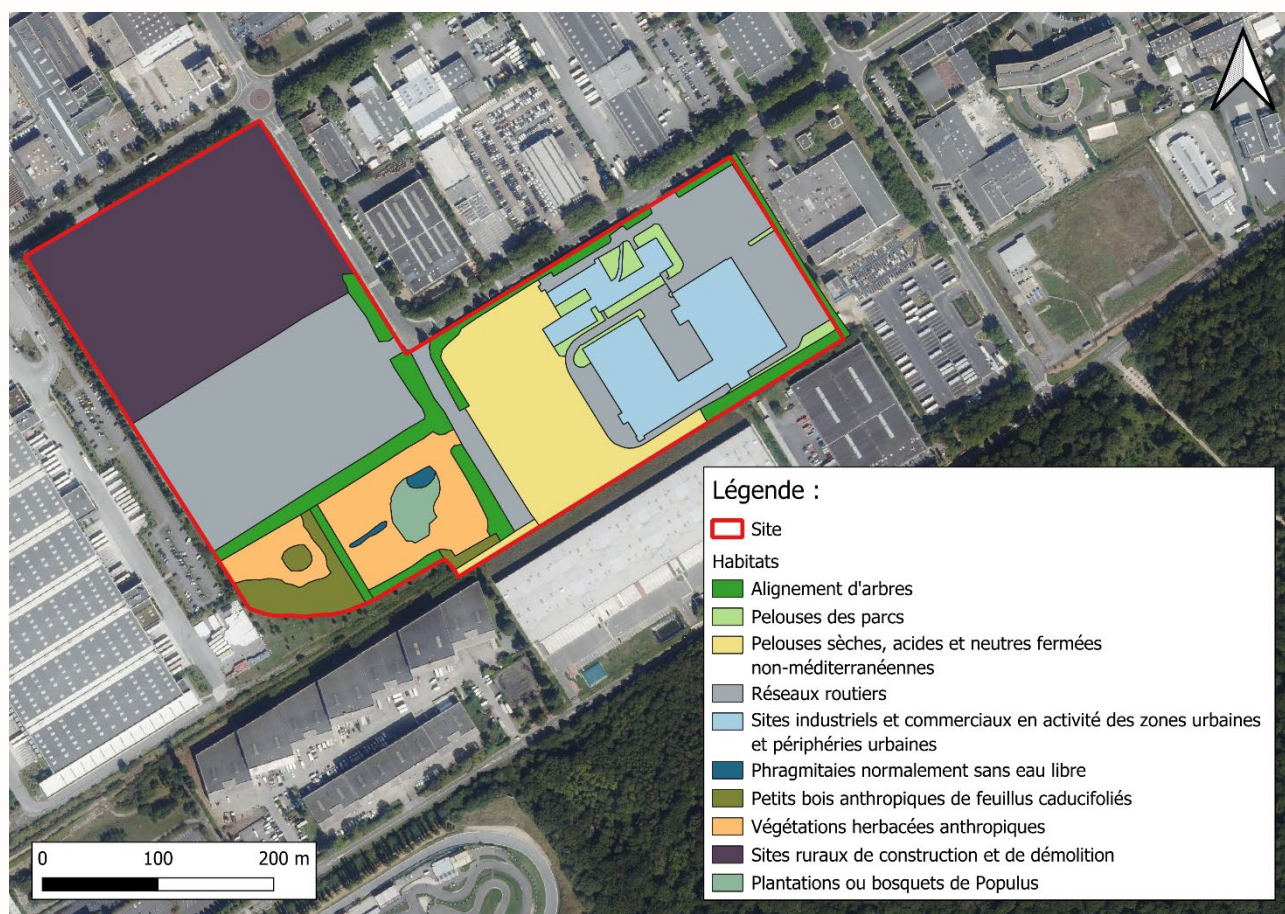 Légende :
Site
Habitats
Alignement d'arbres
Pelouses des parcs
Pelouses sèches, acides et neutres fermées
non-méditerranéennes
Réseaux routiers
Sites industriels et commerciaux en activité des zones urbaines
et périphéries urbaines
Phragmitaies normalement sans eau libre
Petits bois anthropiques de feuillus caducifoliés
Végétations herbacées anthropiques
Sites ruraux de construction et de démolition
Plantations ou bosquets de Populus
0 100 200 m